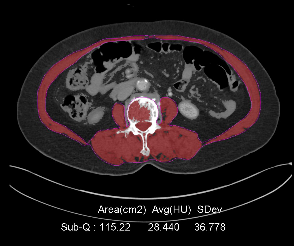 Area(cm2) Avg(HU) SDev
Sub-Q : 115.22 28.440 36.778